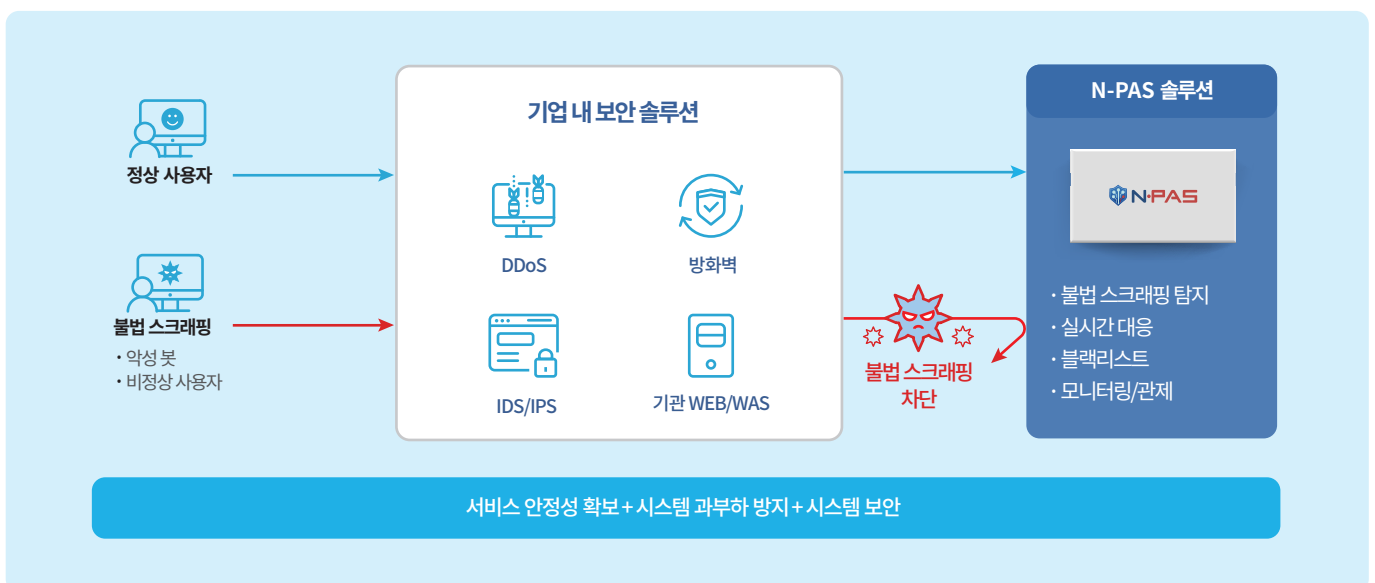 정상 사용자
불법 스크래핑
· 악성 봇
· 비정상 사용자
기업 내 보안 솔루션
DDoS
방화벽
IDS/IPS
기관 WEB/WAS
불법 스크래핑
차단
N-PAS 솔루션
N·PAS
· 불법 스크래핑 탐지
· 실시간 대응
· 블랙리스트
· 모니터링/관제
서비스 안정성 확보 + 시스템 과부하 방지 + 시스템 보안